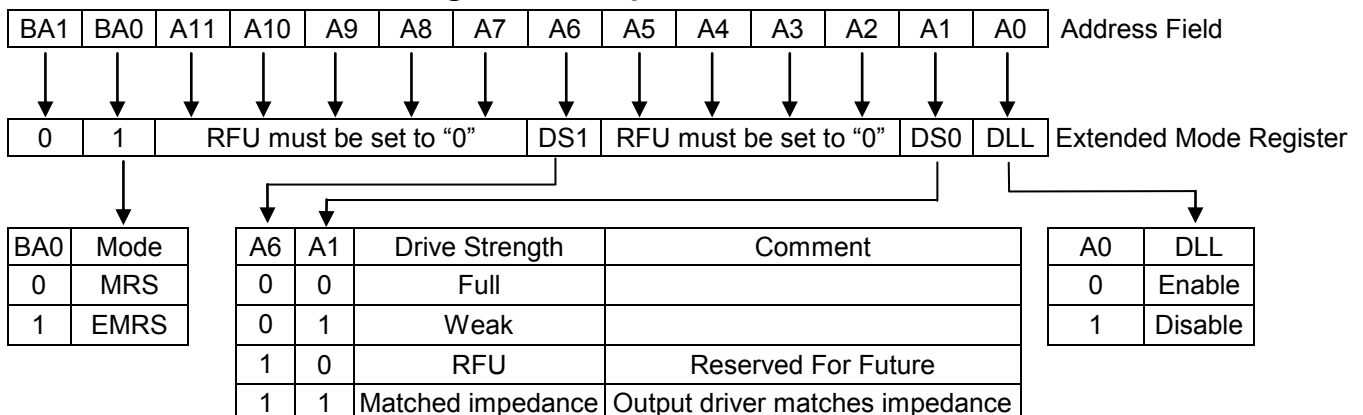 BA1 BA0 A11 A10 A9 A8 A7 A6 A5 A4 A3 A2 A1 A0 Address Field
0 1 RFU must be set to “0” DS1 RFU must be set to “0” DS0 DLL Extended Mode Register
BA0 Mode A6 A1 Drive Strength Comment A0 DLL
0 MRS 0 0 Full 0 Enable
1 EMRS 0 1 Weak 1 Disable
1 0 RFU Reserved For Future
1 1 Matched impedance Output driver matches impedance